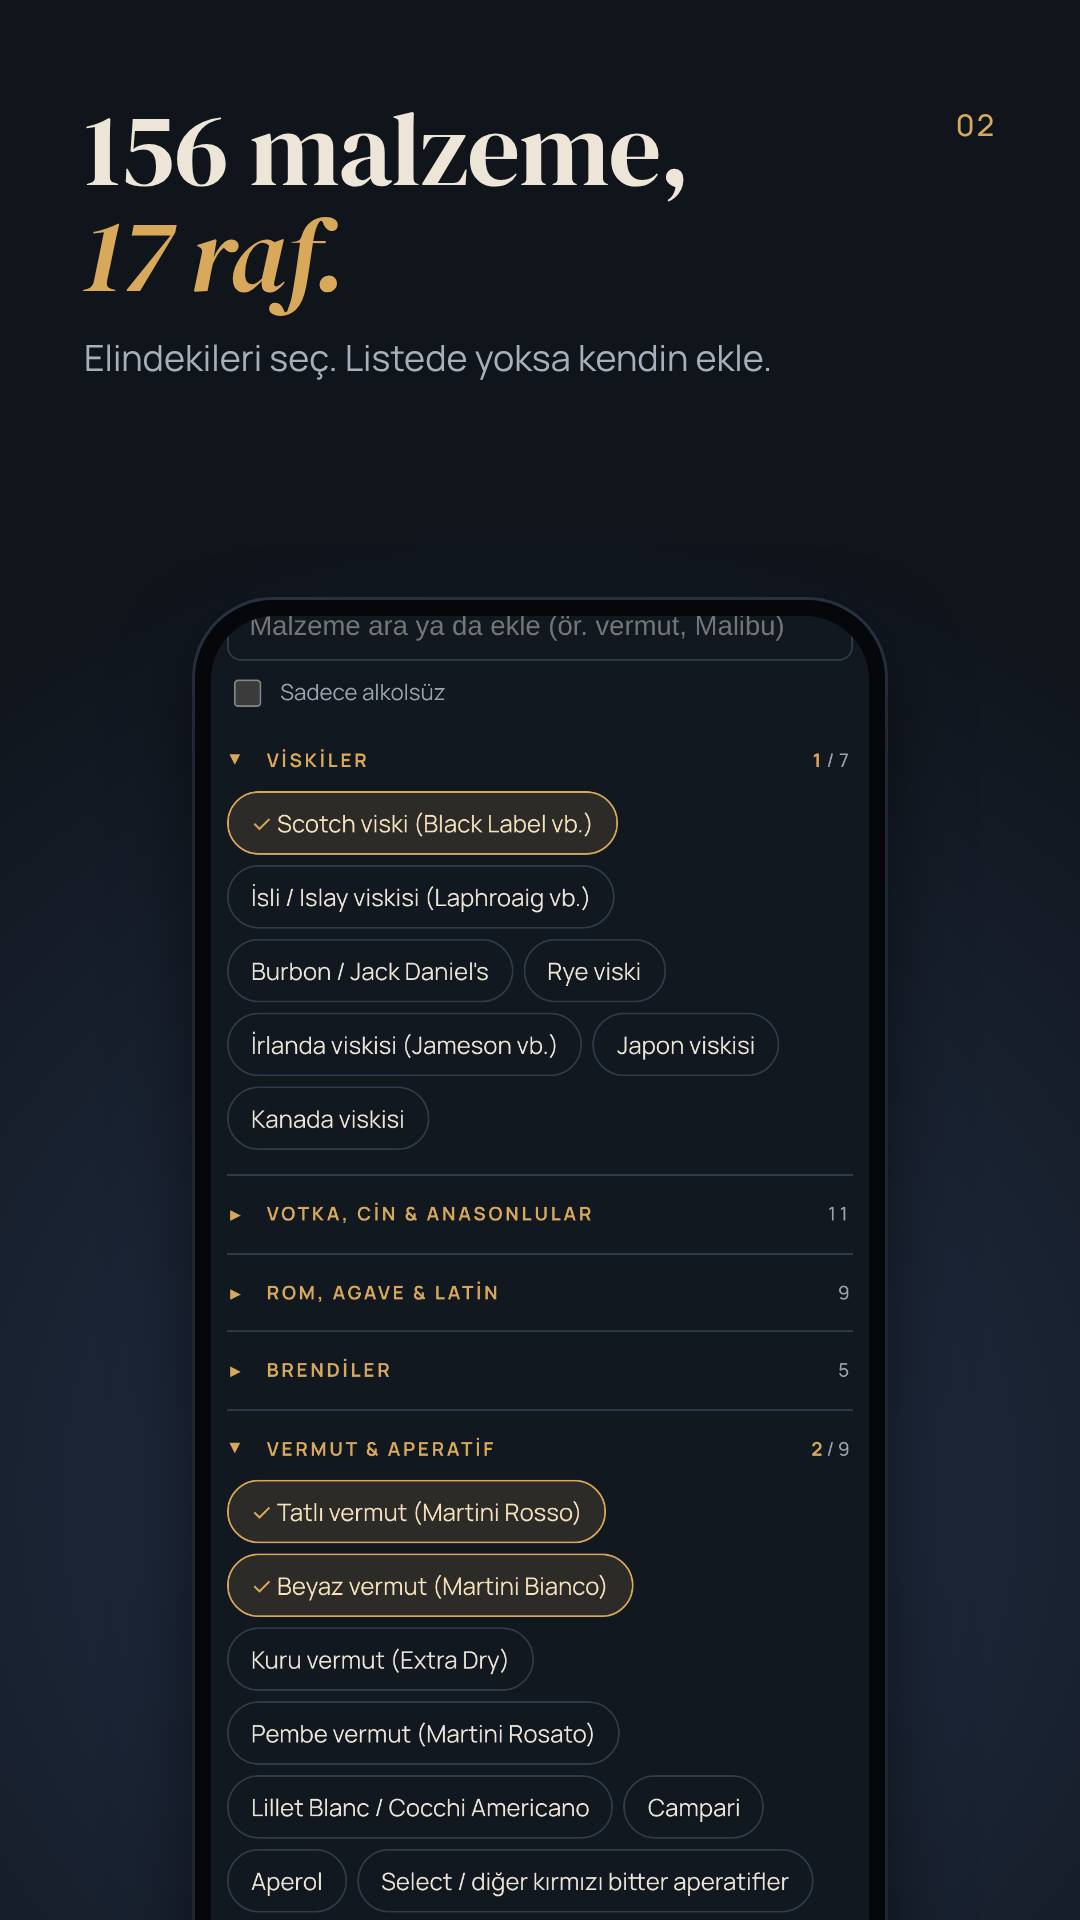 156 malzeme,
02
17 raf.
Elindekileri seç. Listede yoksa kendin ekle.
Malzeme ara ya da ekle (ör. vermut, Malibu)
Sadece alkolsüz
▼ VİSKİLER 1 / 7
✓ Scotch viski (Black Label vb.)
İsli / Islay viskisi (Laphroaig vb.)
Burbon / Jack Daniel's Rye viski
İrlanda viskisi (Jameson vb.) Japon viskisi
Kanada viskisi
► VOTKA, CİN & ANASONLULAR 11
► ROM, AGAVE & LATİN 9
► BRENDİLER 5
▼ VERMUT & APERATİF 2 / 9
✓ Tatlı vermut (Martini Rosso)
✓ Beyaz vermut (Martini Bianco)
Kuru vermut (Extra Dry)
Pembe vermut (Martini Rosato)
Lillet Blanc / Cocchi Americano Campari
Aperol Select / diğer kırmızı bitter aperatifler